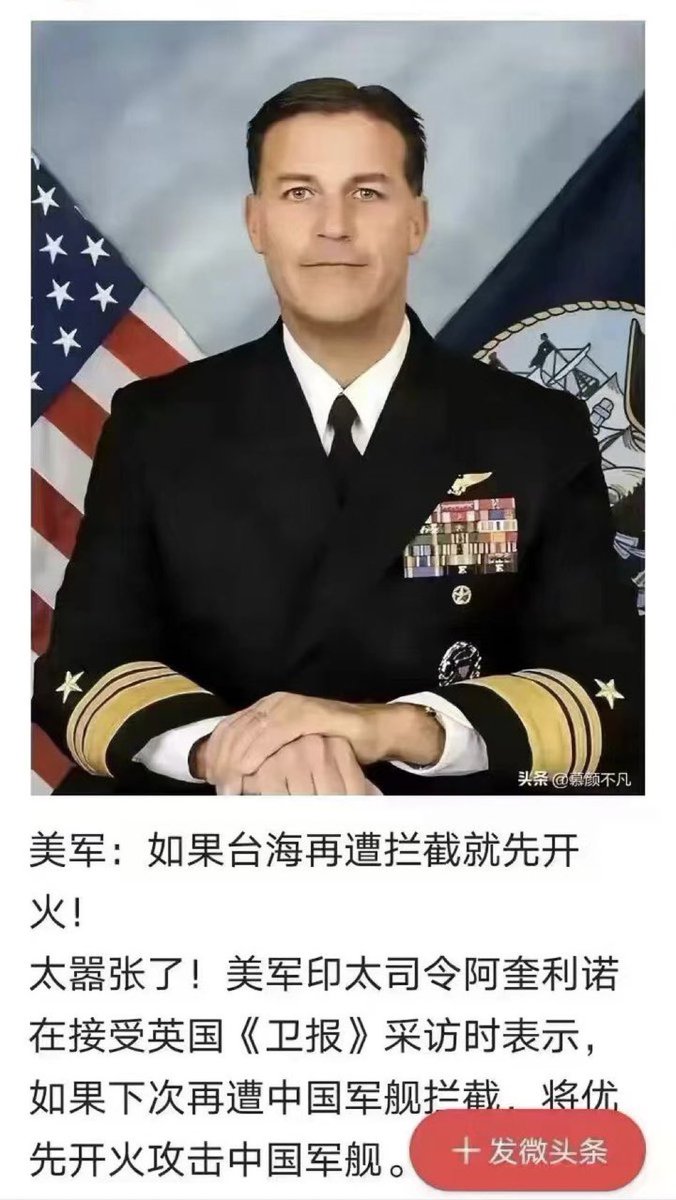 头条 @慕颜不凡
美军：如果台海再遭拦截就先开
火！
太嚣张了！美军印太司令阿奎利诺
在接受英国《卫报》采访时表示，
如果下次再遭中国军舰拦截，将优
先开火攻击中国军舰。
＋发微头条